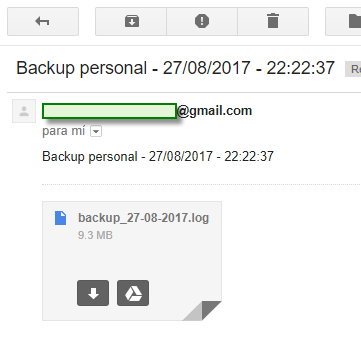 Backup personal - 27/08/2017 - 22:22:37
@gmail.com
para mí
Backup personal - 27/08/2017 - 22:22:37
backup_27-08-2017.log
9.3 MB